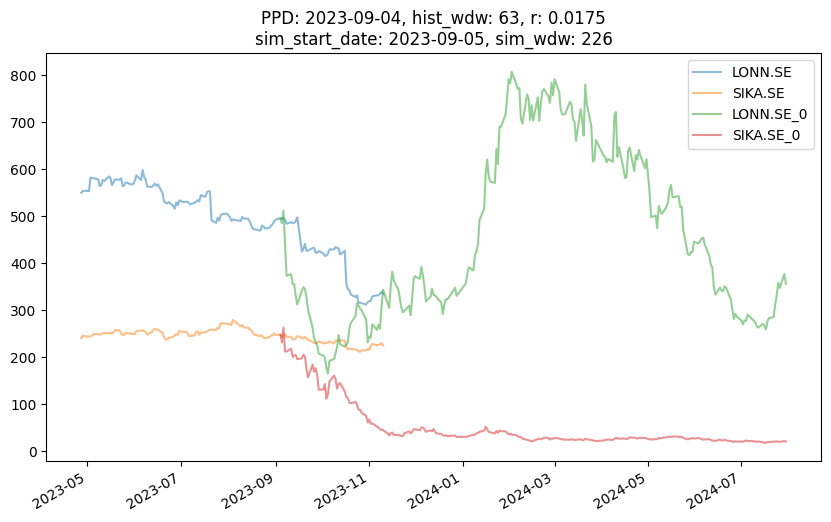 PPD: 2023-09-04, hist_wdw: 63, r: 0.0175
sim_start_date: 2023-09-05, sim_wdw: 226
LONN.SE
SIKA.SE
LONN.SE_0
SIKA.SE_0
800
700
600
500
400
300
200
100
0
2023-05
2023-07
2023-09
2023-11
2024-01
2024-03
2024-05
2024-07